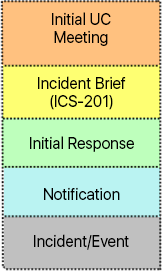 Initial UC
Meeting
Incident Brief
(ICS-201)
Initial Response
Notification
Incident/Event